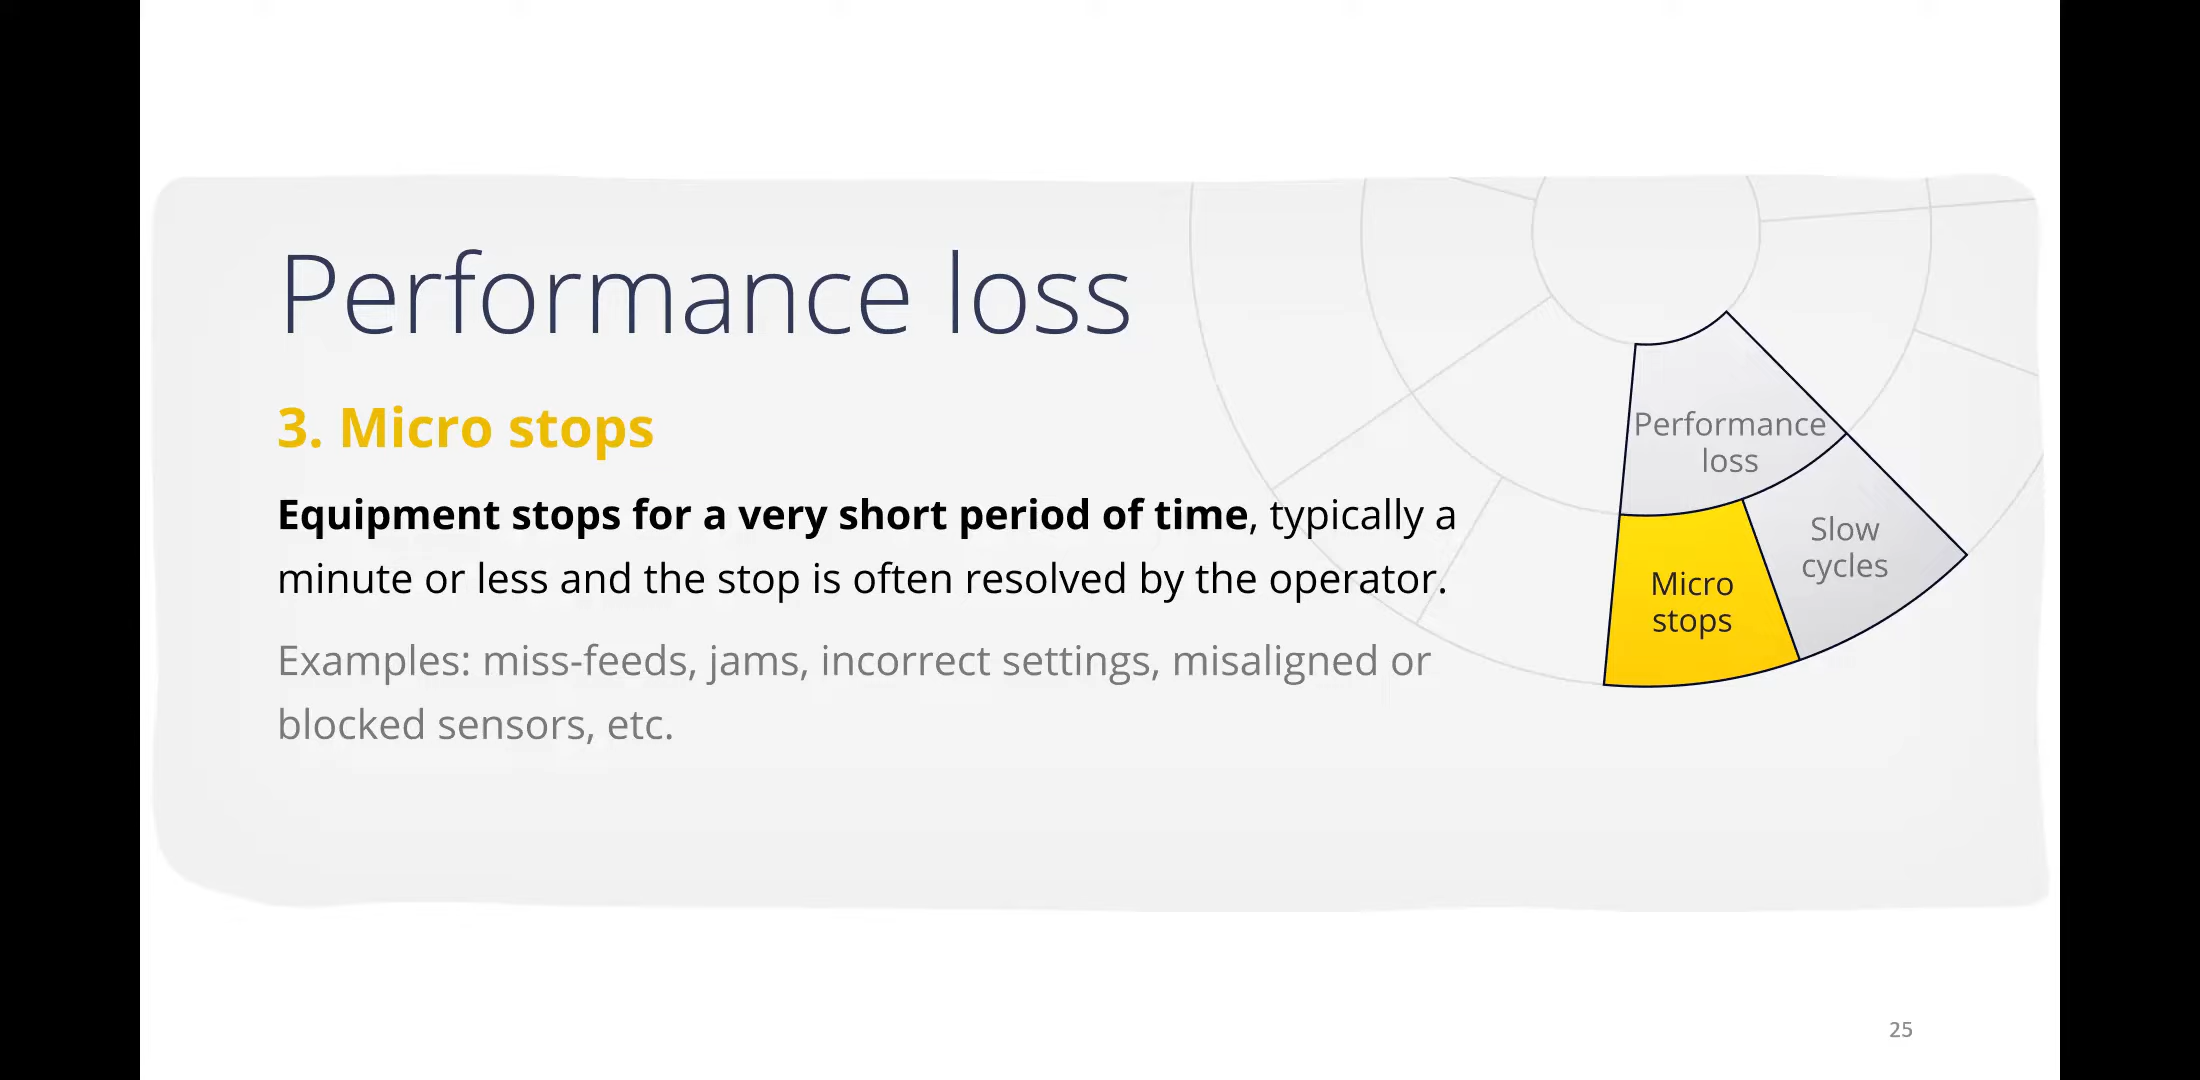 Performance loss
3. Micro stops
Equipment stops for a very short period of time, typically a
minute or less and the stop is often resolved by the operator.
Examples: miss-feeds, jams, incorrect settings, misaligned or
blocked sensors, etc.
Performance
loss
Slow
cycles
Micro
stops
25